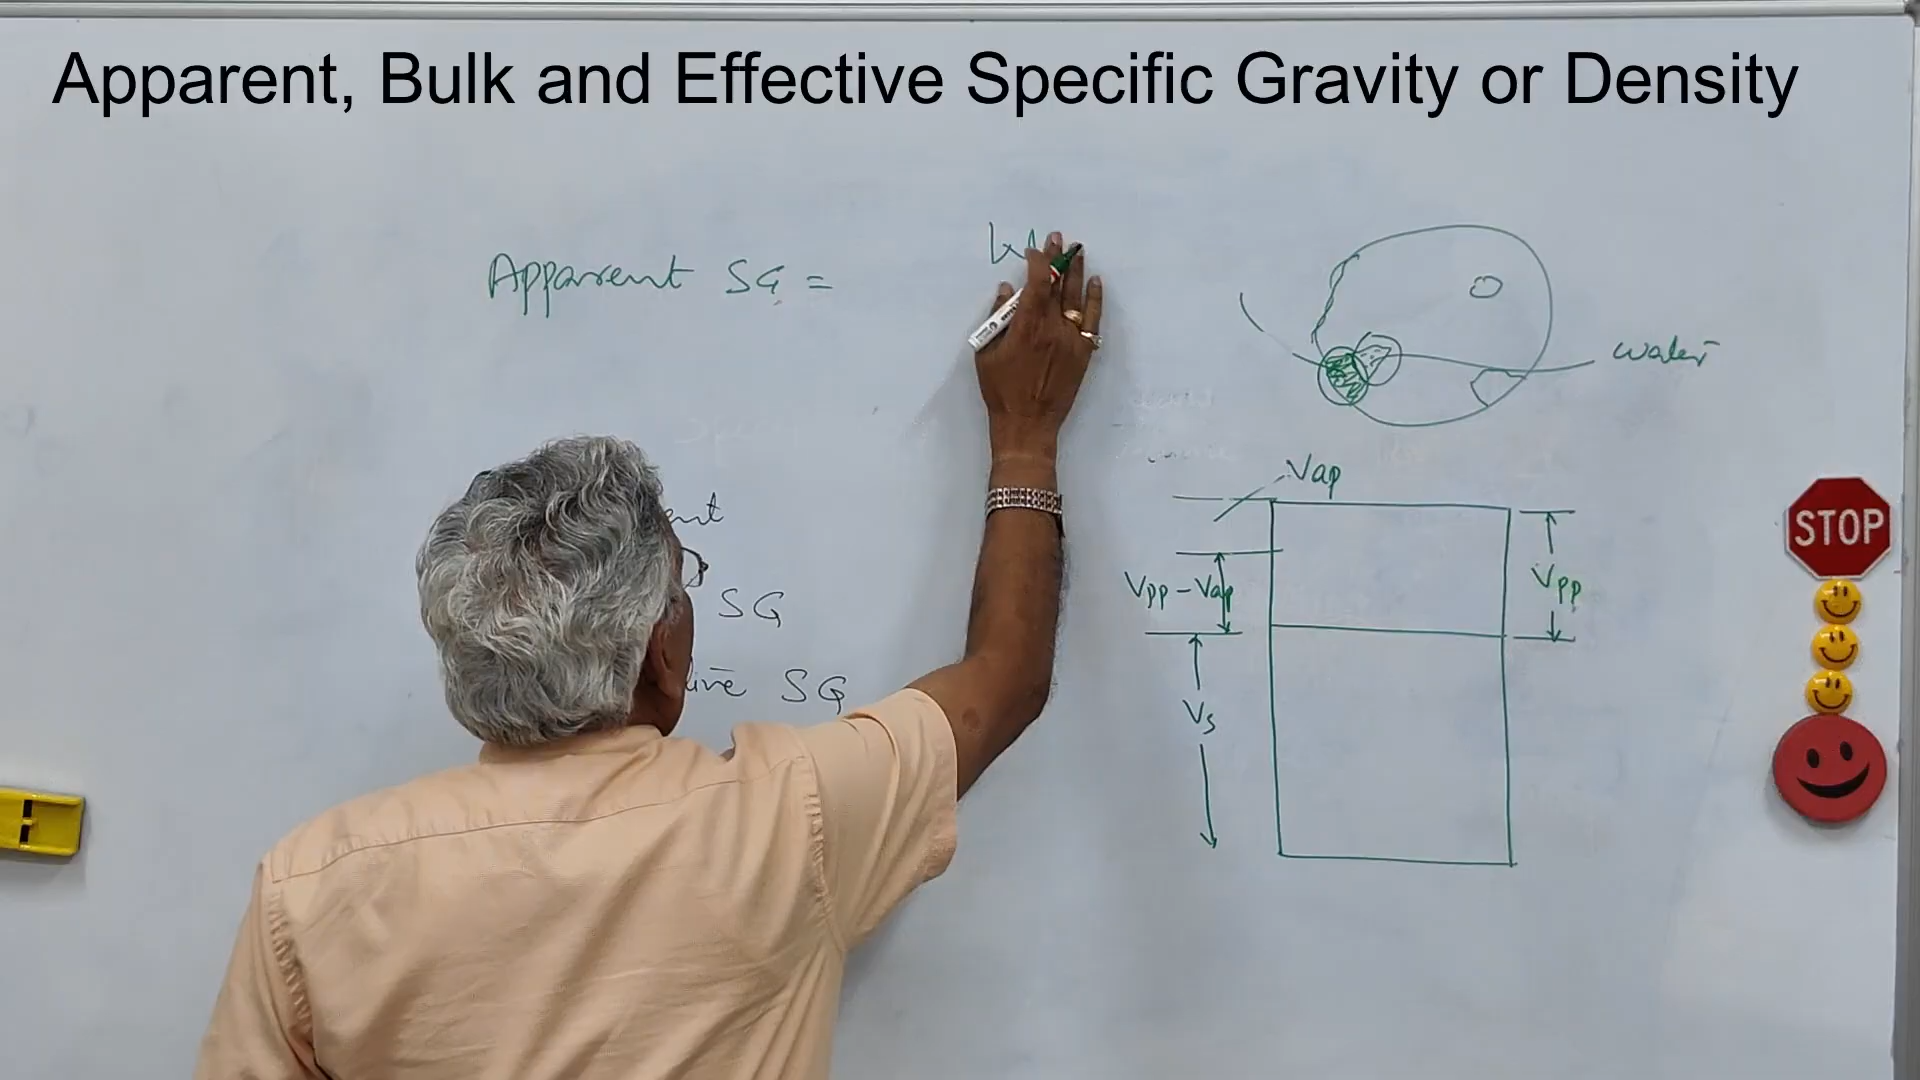 Apparent, Bulk and Effective Specific Gravity or Density
Apparent SG =
W
water
Vap
Vpp - Vap
Vpp
Vs
SG
SG
STOP